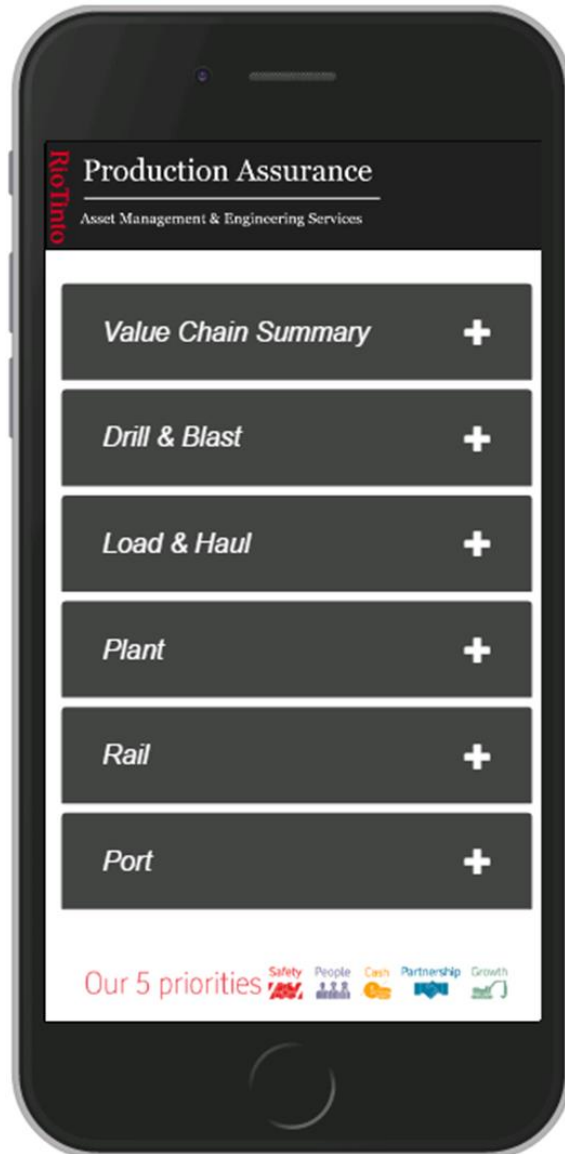 RioTinto
Production Assurance
Asset Management & Engineering Services
Value Chain Summary
Drill & Blast
Load & Haul
Plant
Rail
Port
Our 5 priorities Safety People Cash Partnership Growth